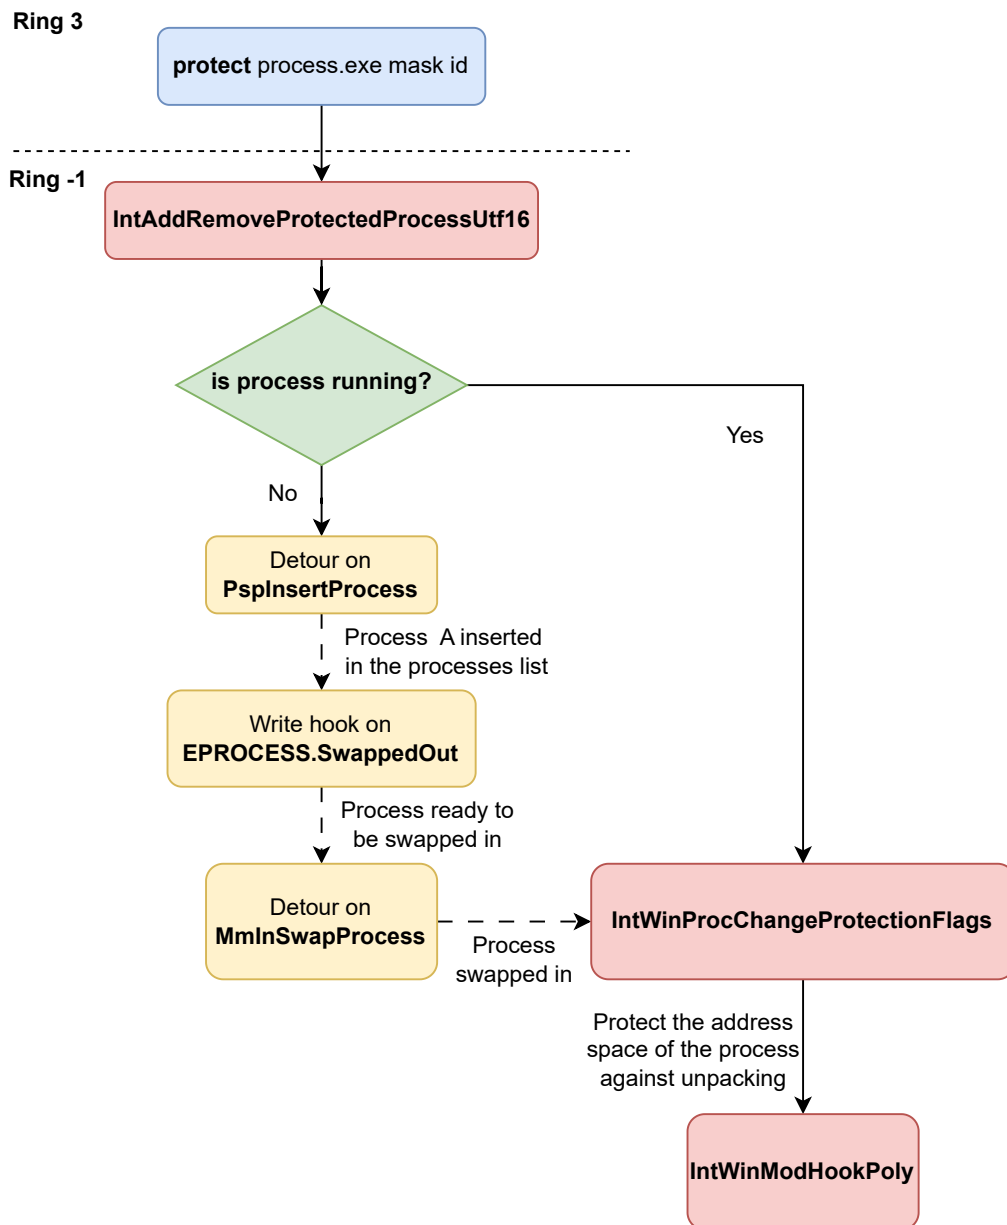 Ring 3
protect process.exe mask id
Ring -1
IntAddRemoveProtectedProcessUtf16
is process running?
Yes
No
Detour on
PspInsertProcess
Process A inserted
in the processes list
Write hook on
EPROCESS.SwappedOut
Process ready to
be swapped in
Detour on
MmInSwapProcess
Process
swapped in
IntWinProcChangeProtectionFlags
Protect the address
space of the process
against unpacking
IntWinModHookPoly